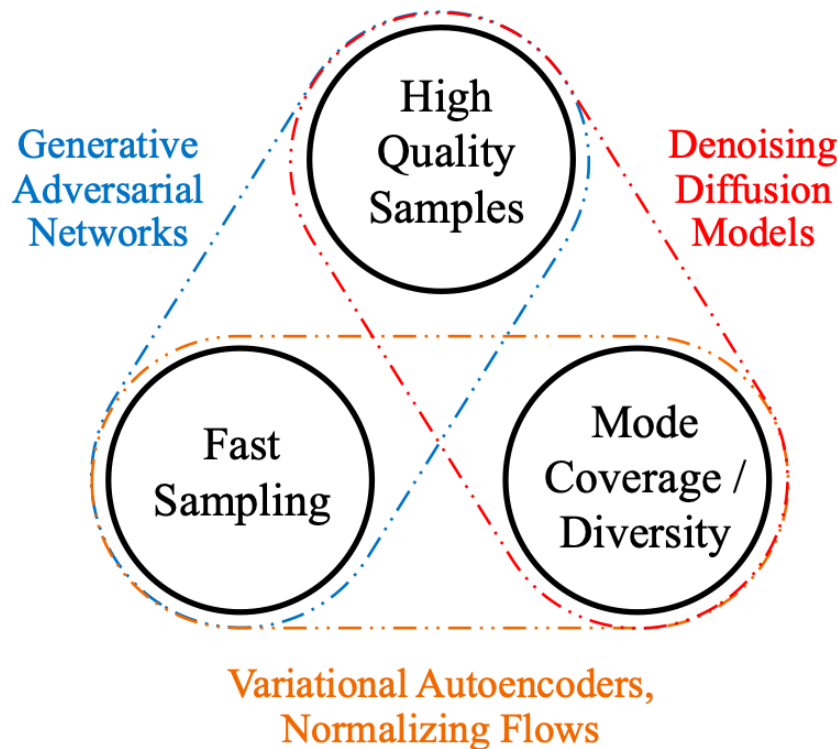 High
Quality
Samples
Generative
Adversarial
Networks
Denoising
Diffusion
Models
Fast
Sampling
Mode
Coverage /
Diversity
Variational Autoencoders,
Normalizing Flows